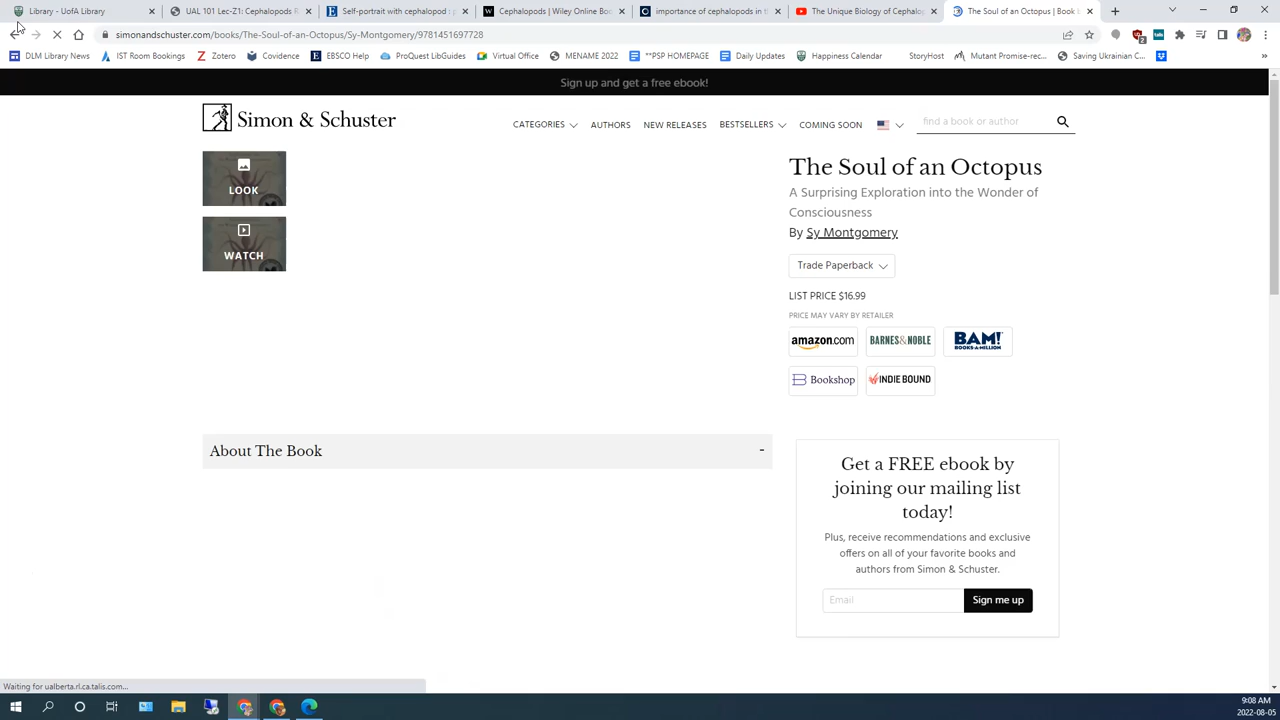 Library - UAL 101 (Cephalopods)
UAL 101-Lec-Z1: Cephalopods R
Self-portrait with cephalopod p
Cephalopods | Wiley Online Boo
importance of cephalopods in t
The Unique Biology of Cephalo
The Soul of an Octopus | Book b
simonandschuster.com/books/The-Soul-of-an-Octopus/Sy-Montgomery/9781451697728
DLM Library News
IST Room Bookings
Zotero
Covidence
EBSCO Help
ProQuest LibGuides
Virtual Office
MENAME 2022
**PSP HOMEPAGE
Daily Updates
Happiness Calendar
StoryHost
Mutant Promise-rec...
Saving Ukrainian C...
»
Sign up and get a free ebook!
Simon & Schuster
CATEGORIES
AUTHORS
NEW RELEASES
BESTSELLERS
COMING SOON
find a book or author
LOOK
WATCH
The Soul of an Octopus
A Surprising Exploration into the Wonder of
Consciousness
By Sy Montgomery
Trade Paperback
LIST PRICE $16.99
PRICE MAY VARY BY RETAILER
amazon.com
BARNES&NOBLE
BAM!
BOOKS-A-MILLION
Bookshop
INDIE BOUND
About The Book
-
Get a FREE ebook by
joining our mailing list
today!
Plus, receive recommendations and exclusive
offers on all of your favorite books and
authors from Simon & Schuster.
Email
Sign me up
Waiting for ualberta.rl.ca.talis.com...
9:08 AM
2022-08-05